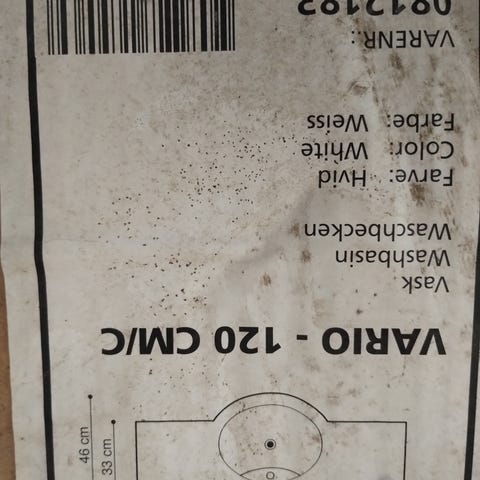 33 cm
46 cm
VARIO - 120 CM/C
Vask
Washbasin
Waschbecken
Farve: Hvid
Color: White
Farbe: Weiss
VARENR.: